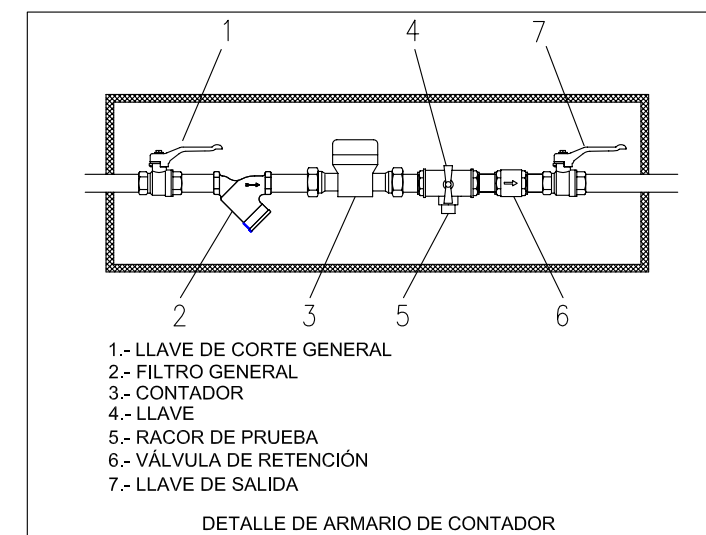 1 4 7
2 3 5 6
1.- LLAVE DE CORTE GENERAL
2.- FILTRO GENERAL
3.- CONTADOR
4.- LLAVE
5.- RACOR DE PRUEBA
6.- VÁLVULA DE RETENCIÓN
7.- LLAVE DE SALIDA
DETALLE DE ARMARIO DE CONTADOR